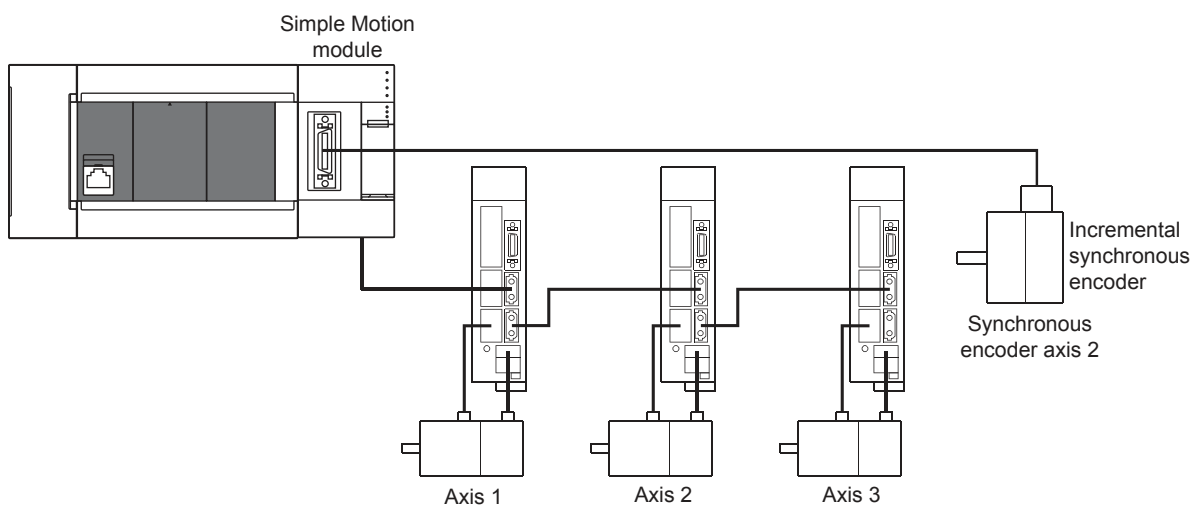 Simple Motion
module
Incremental
synchronous
encoder
Synchronous
encoder axis 2
Axis 1
Axis 2
Axis 3